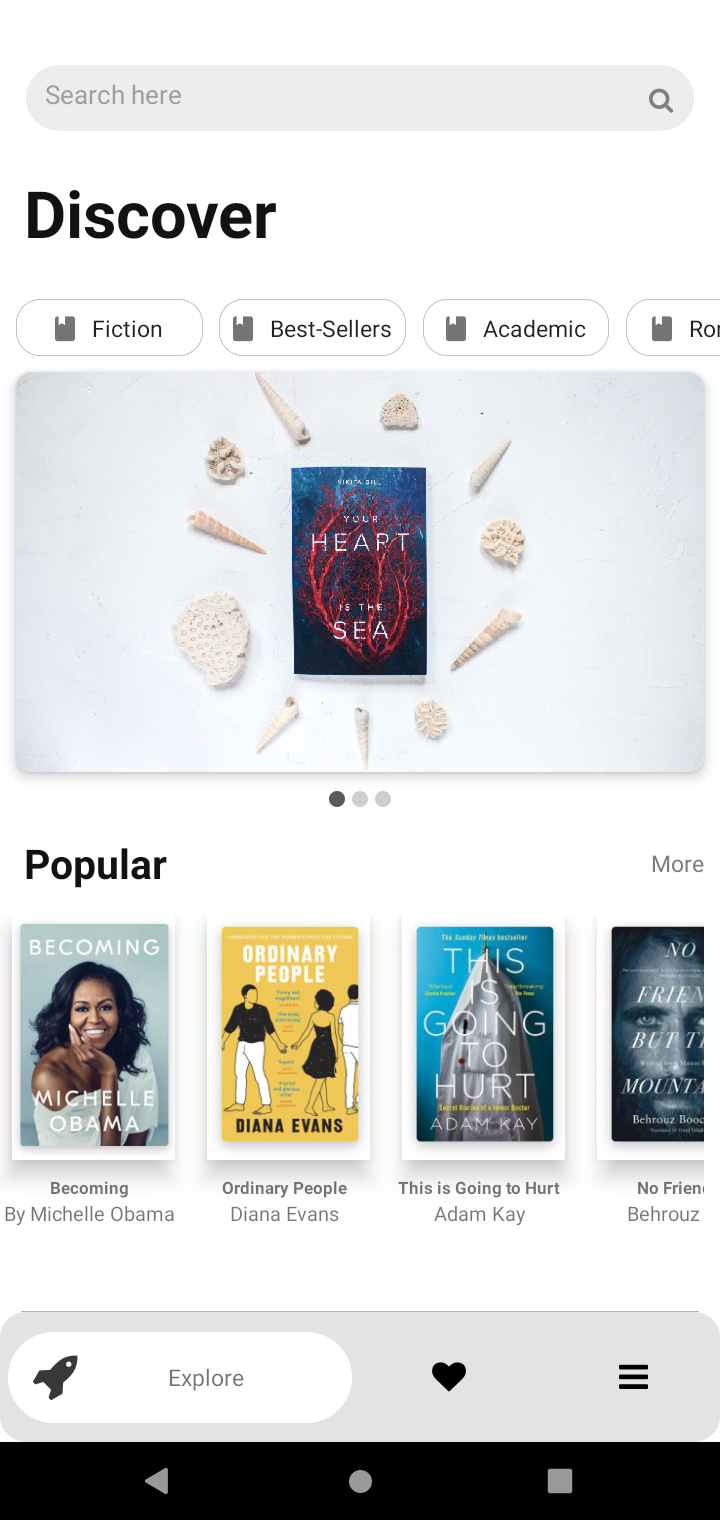 Search here
Discover
Fiction
Best-Sellers
Academic
Ror
NIKITA GILL
YOUR
HEART
IS THE
SEA
Popular
More
BECOMING
MICHELLE
OBAMA
ORDINARY
PEOPLE
DIANA EVANS
The Sunday Times bestseller
THIS
IS
GOING
TO
HURT
Secret Diaries of a Junior Doctor
ADAM KAY
NO
FRIEN
BUT T
MOUNTA
Behrouz Booc
Becoming
By Michelle Obama
Ordinary People
Diana Evans
This is Going to Hurt
Adam Kay
No Frien
Behrouz
Explore